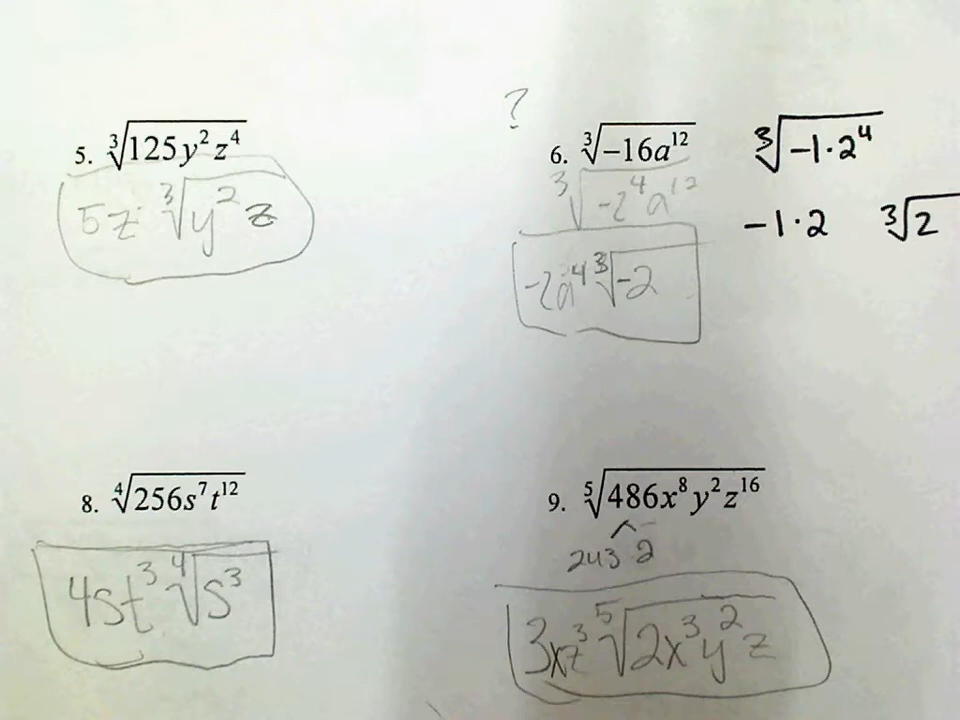 ?
5. ∛125y²z⁴
5z ∛y²z
6. ∛-16a¹²
∛-2⁴a¹²
-2a⁴ ∛-2
∛-1·2⁴
-1·2 ∛2
8. ∜256s⁷t¹²
4st³ ∜s³
9. ⁵√486x⁸y²z¹⁶
243 2
3xz³ ⁵√2x³y²z